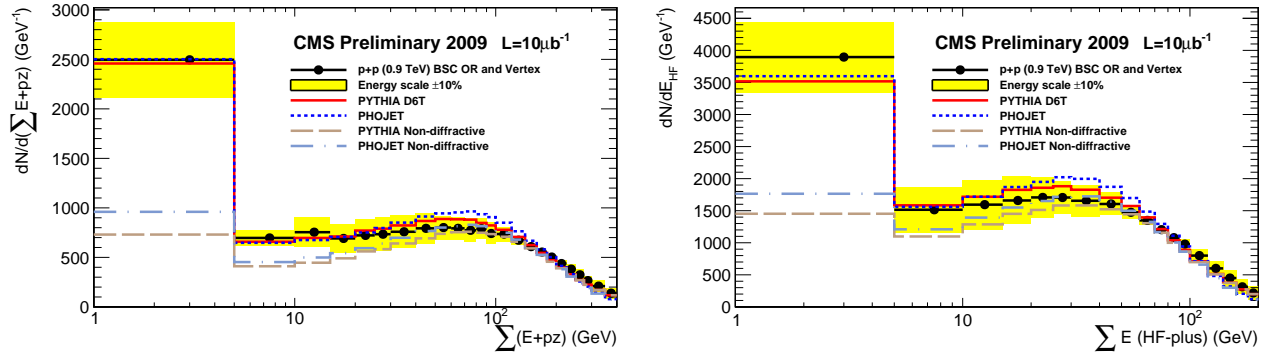 dN/d(∑ E+pz) (GeV⁻¹)
3000
2500
2000
1500
1000
500
0
CMS Preliminary 2009 L=10μb⁻¹
p+p (0.9 TeV) BSC OR and Vertex
Energy scale ±10%
PYTHIA D6T
PHOJET
PYTHIA Non-diffractive
PHOJET Non-diffractive
1 10 10²
∑(E+pz) (GeV)
dN/dE_HF (GeV⁻¹)
4500
4000
3500
3000
2500
2000
1500
1000
500
0
CMS Preliminary 2009 L=10μb⁻¹
p+p (0.9 TeV) BSC OR and Vertex
Energy scale ±10%
PYTHIA D6T
PHOJET
PYTHIA Non-diffractive
PHOJET Non-diffractive
1 10 10²
∑ E (HF-plus) (GeV)